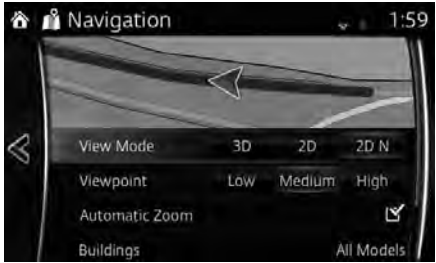 Navigation 1:59
View Mode 3D 2D 2D N
Viewpoint Low Medium High
Automatic Zoom
Buildings All Models